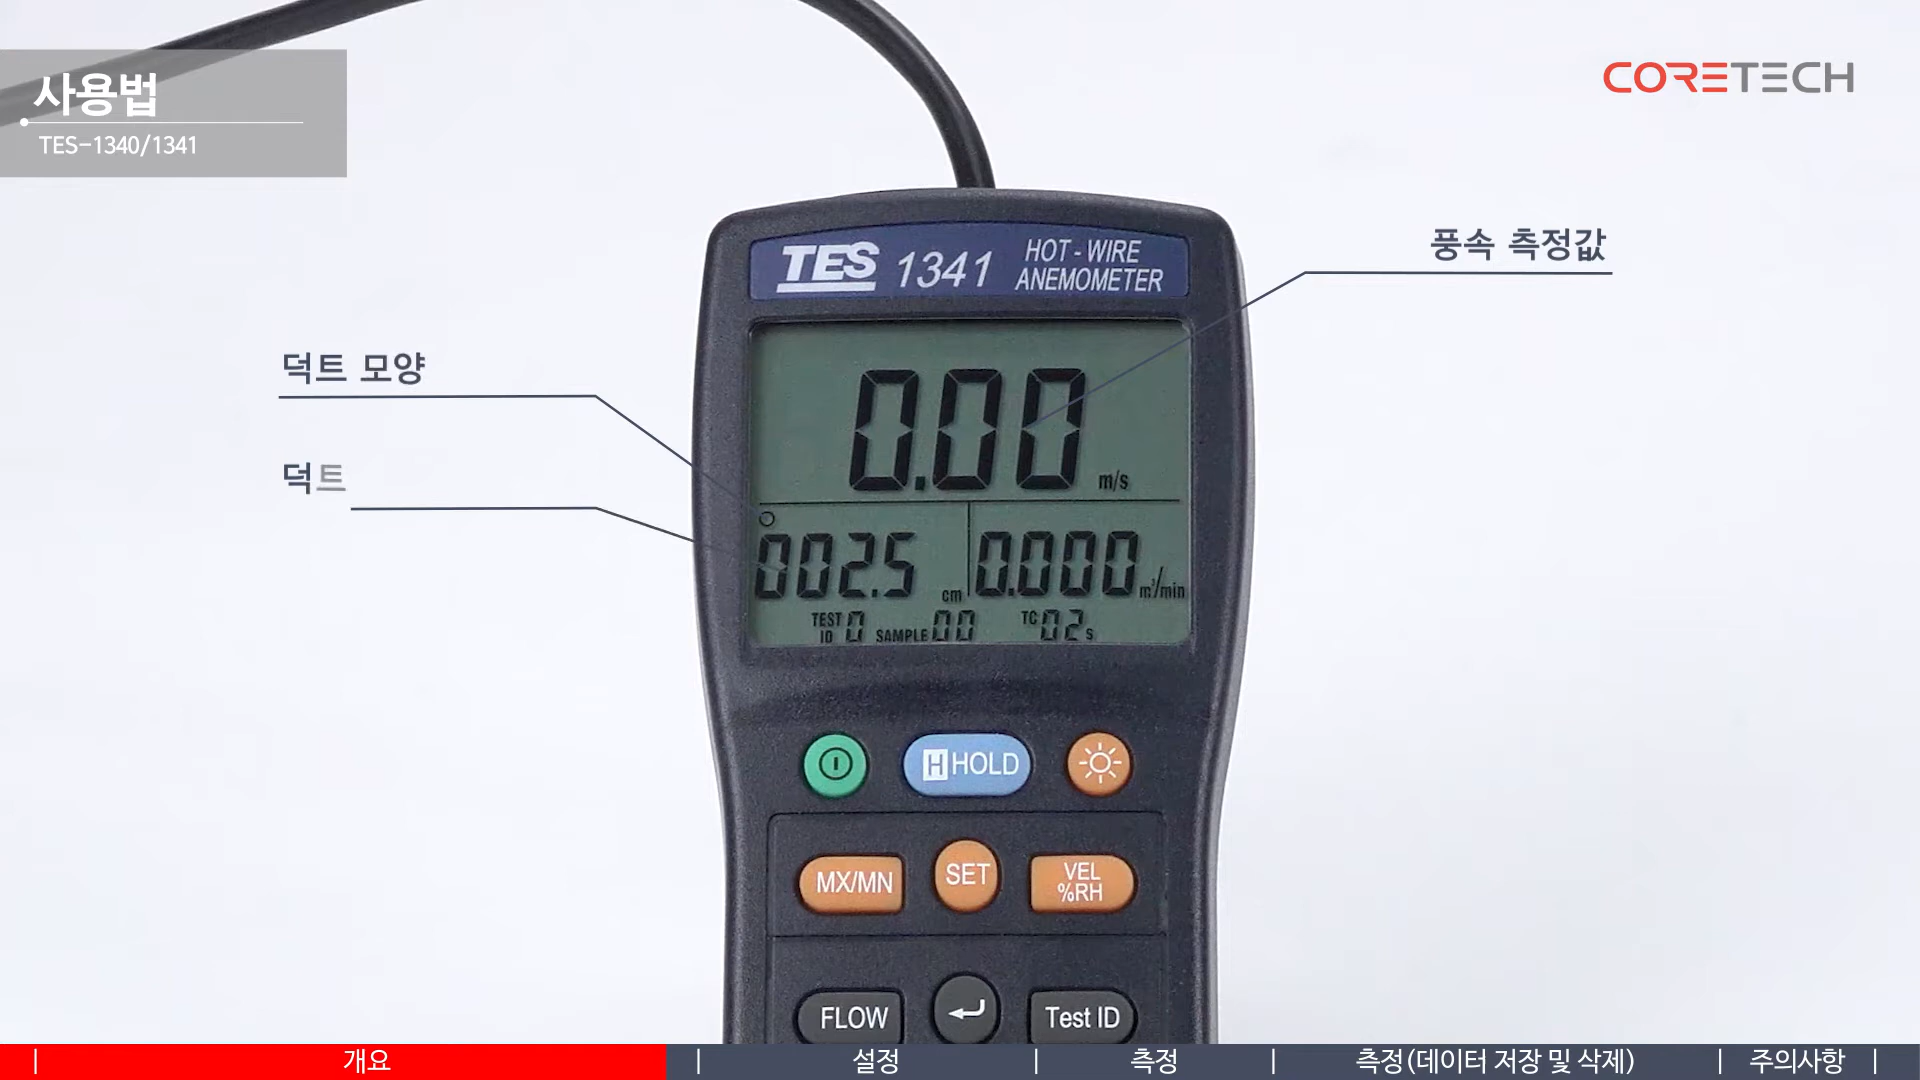 사용법
TES-1340/1341
CORETECH
풍속 측정값
덕트 모양
덕트
TES 1341 HOT-WIRE ANEMOMETER
0.00 m/s
002.5 cm
0.000 m³/min
TEST ID 0 SAMPLE 00 TC 02 s
H HOLD
MX/MN SET VEL %RH
FLOW Test ID
개요 설정 측정 측정(데이터 저장 및 삭제) 주의사항